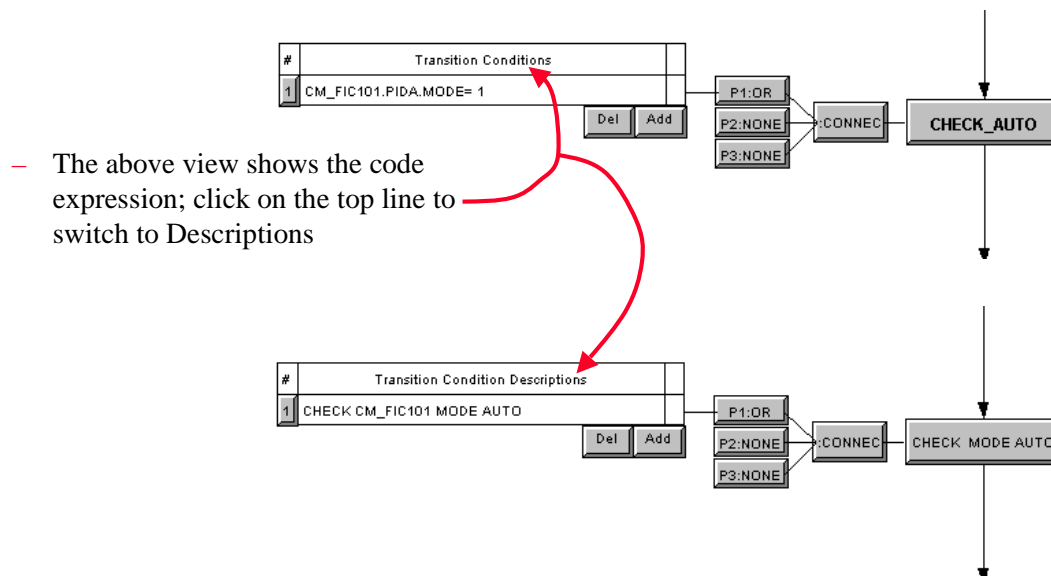 # Transition Conditions
1 CM_FIC101.PIDA.MODE= 1
Del Add
P1:OR
P2:NONE
P3:NONE
:CONNEC
CHECK_AUTO
– The above view shows the code
expression; click on the top line to
switch to Descriptions
# Transition Condition Descriptions
1 CHECK CM_FIC101 MODE AUTO
Del Add
P1:OR
P2:NONE
P3:NONE
:CONNEC
CHECK MODE AUTO